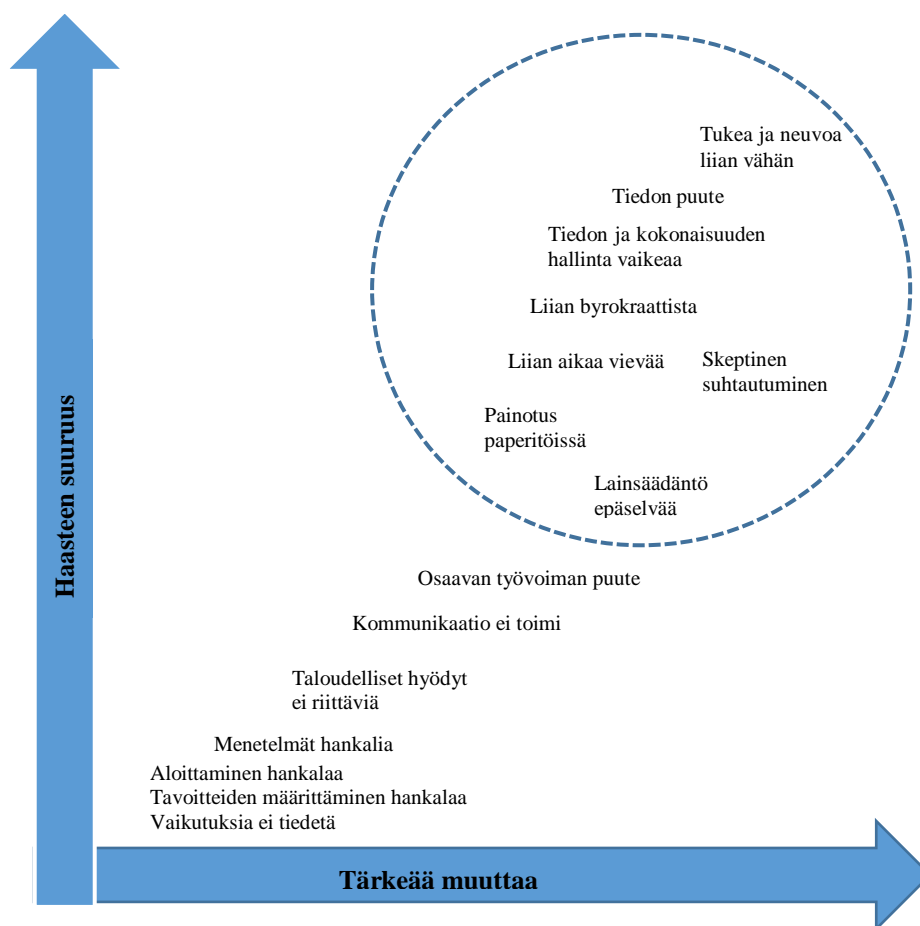 Tukea ja neuvoa
liian vähän
Tiedon puute
Tiedon ja kokonaisuuden
hallinta vaikeaa
Liian byrokraattista
Liian aikaa vievää
Skeptinen
suhtautuminen
Painotus
paperitöissä
Lainsäädäntö
epäselvää
Osaavan työvoiman puute
Kommunikaatio ei toimi
Taloudelliset hyödyt
ei riittäviä
Menetelmät hankalia
Aloittaminen hankalaa
Tavoitteiden määrittäminen hankalaa
Vaikutuksia ei tiedetä
Haasteen suuruus
Tärkeää muuttaa